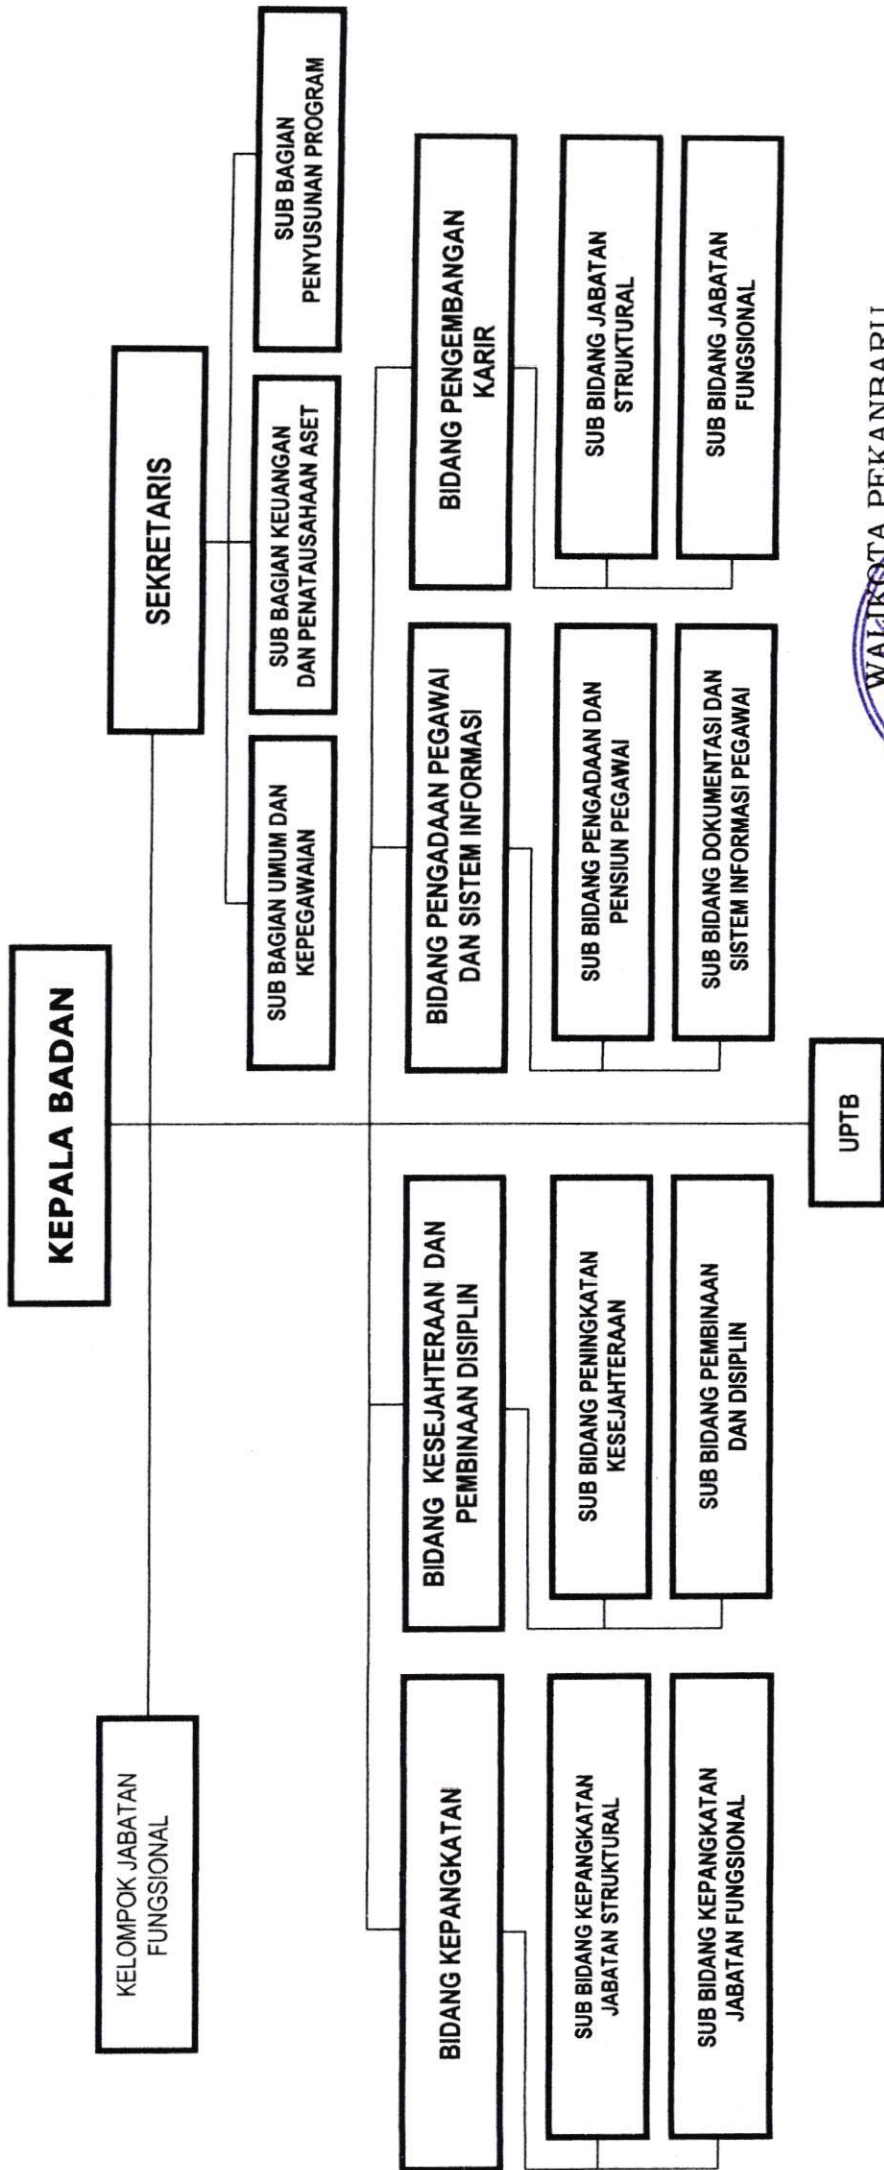 KEPALA BADAN
KELOMPOK JABATAN
FUNGSIONAL
SEKRETARIS
SUB BAGIAN UMUM DAN
KEPEGAWAIAN
SUB BAGIAN KEUANGAN
DAN PENATAUSAHAAN ASET
SUB BAGIAN
PENYUSUNAN PROGRAM
BIDANG KEPANGKATAN
SUB BIDANG KEPANGKATAN
JABATAN STRUKTURAL
SUB BIDANG KEPANGKATAN
JABATAN FUNGSIONAL
BIDANG KESEJAHTERAAN DAN
PEMBINAAN DISIPLIN
SUB BIDANG PENINGKATAN
KESEJAHTERAAN
SUB BIDANG PEMBINAAN
DAN DISIPLIN
BIDANG PENGADAAN PEGAWAI
DAN SISTEM INFORMASI
SUB BIDANG PENGADAAN DAN
PENSIUN PEGAWAI
SUB BIDANG DOKUMENTASI DAN
SISTEM INFORMASI PEGAWAI
BIDANG PENGEMBANGAN
KARIR
SUB BIDANG JABATAN
STRUKTURAL
SUB BIDANG JABATAN
FUNGSIONAL
UPTB
WALIKOTA PEKANBARU